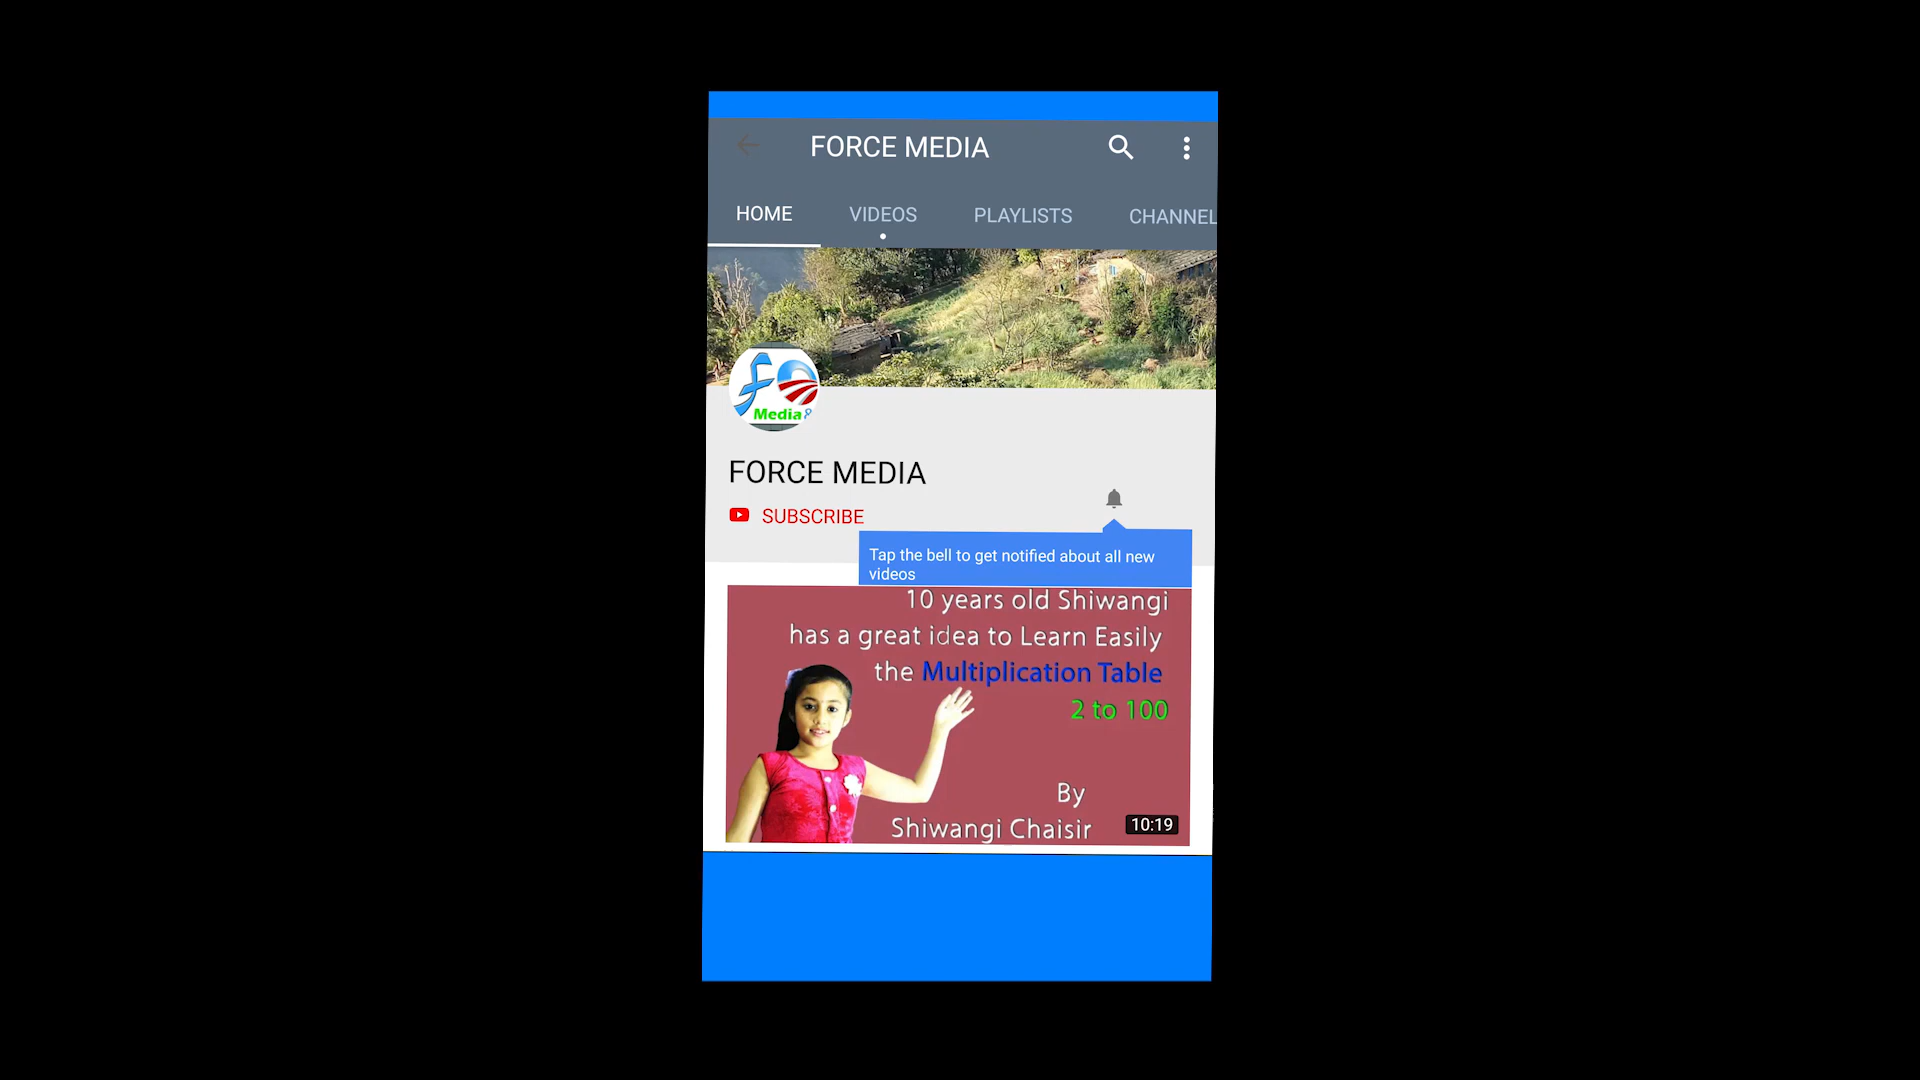 FORCE MEDIA
HOME VIDEOS PLAYLISTS CHANNEL
Media
FORCE MEDIA
SUBSCRIBE
Tap the bell to get notified about all new
videos
10 years old Shiwangi
has a great idea to Learn Easily
the Multiplication Table
2 to 100
By
Shiwangi Chaisir
10:19